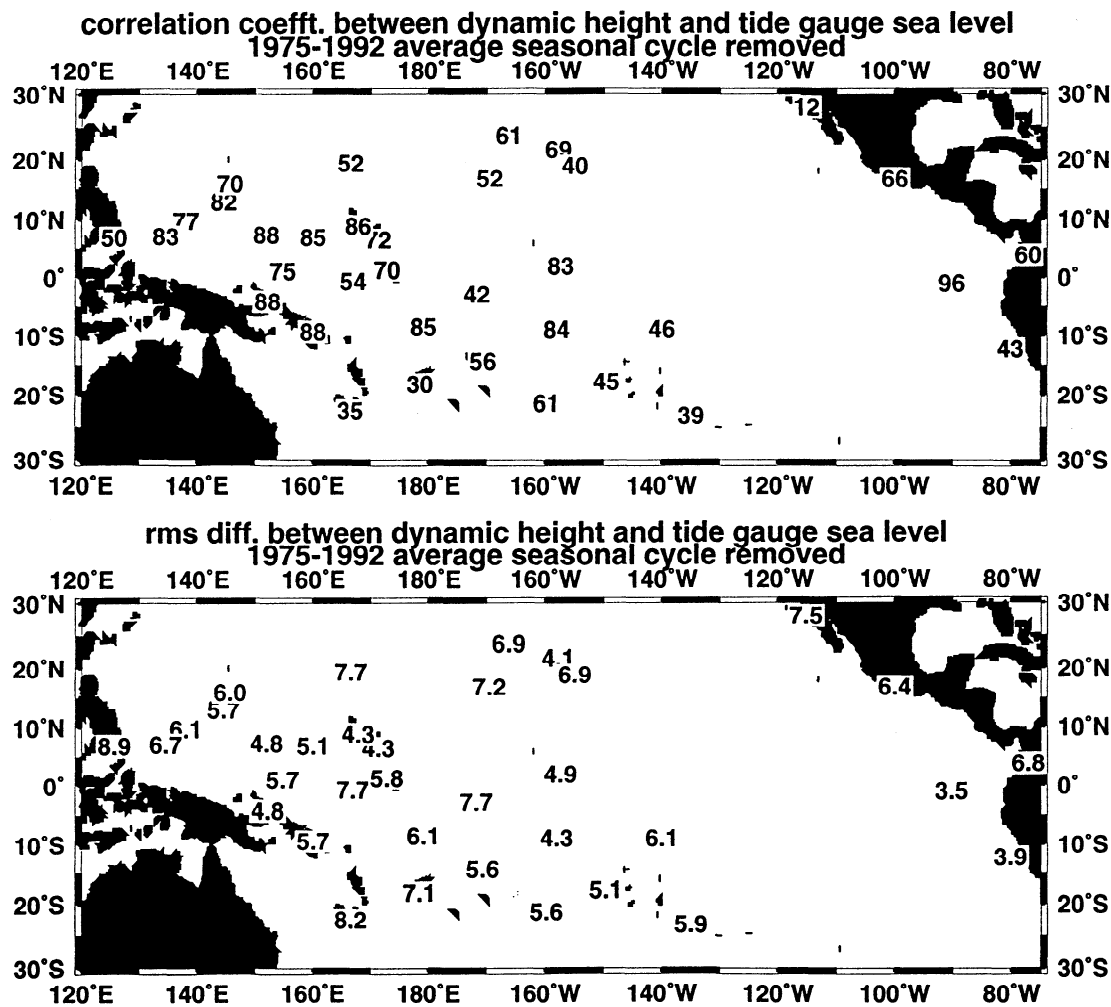 correlation coefft. between dynamic height and tide gauge sea level
1975-1992 average seasonal cycle removed
120˚E 140˚E 160˚E 180˚E 160˚W 140˚W 120˚W 100˚W 80˚W
30˚N 30˚N
12
61
69
20˚N 52 40 20˚N
52 66
70
82
10˚N 77 86 10˚N
50 83 88 85 72
60
0˚ 75 54 70 83 96 0˚
42
88
10˚S 88 85 84 46 10˚S
43
56
20˚S 30 45 20˚S
35 61 39
30˚S 30˚S
120˚E 140˚E 160˚E 180˚E 160˚W 140˚W 120˚W 100˚W 80˚W
rms diff. between dynamic height and tide gauge sea level
1975-1992 average seasonal cycle removed
120˚E 140˚E 160˚E 180˚E 160˚W 140˚W 120˚W 100˚W 80˚W
30˚N 30˚N
7.5
6.9
4.1
20˚N 7.7 6.9 20˚N
7.2 6.4
6.0
5.7
10˚N 6.1 4.3 10˚N
8.9 6.7 4.8 5.1 4.3
6.8
0˚ 5.7 7.7 5.8 4.9 3.5 0˚
7.7
4.8
10˚S 5.7 6.1 4.3 6.1 10˚S
3.9
5.6
20˚S 7.1 5.1 20˚S
8.2 5.6 5.9
30˚S 30˚S
120˚E 140˚E 160˚E 180˚E 160˚W 140˚W 120˚W 100˚W 80˚W